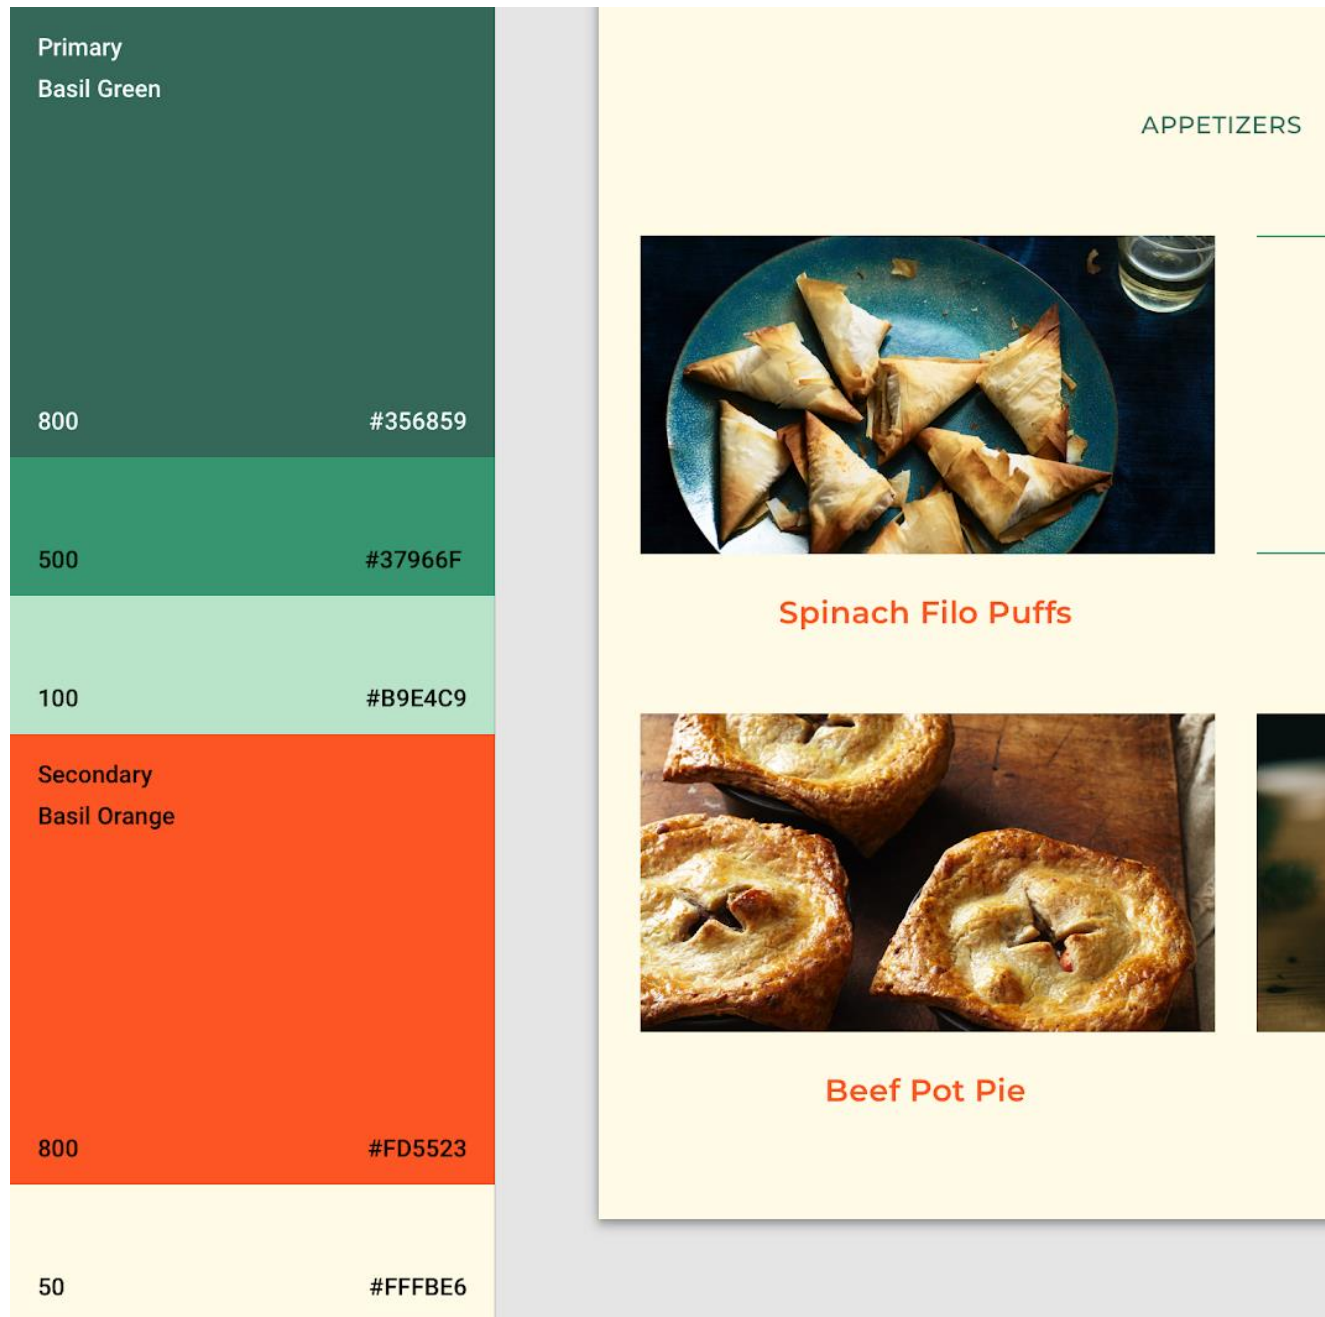 Primary
Basil Green
800 #356859
500 #37966F
100 #B9E4C9
Secondary
Basil Orange
800 #FD5523
50 #FFFBE6
APPETIZERS
Spinach Filo Puffs
Beef Pot Pie